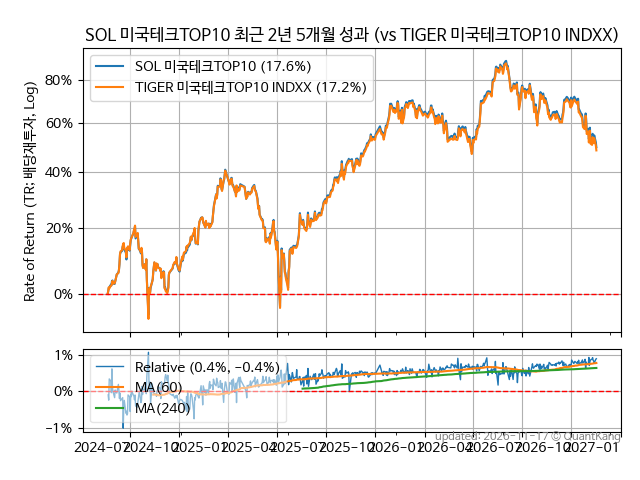 SOL 미국테크TOP10 최근 2년 5개월 성과 (vs TIGER 미국테크TOP10 INDXX)
SOL 미국테크TOP10 (17.6%)
TIGER 미국테크TOP10 INDXX (17.2%)
Rate of Return (TR: 배당재투자, Log)
80%
60%
40%
20%
0%
Relative (0.4%, -0.4%)
MA(60)
MA(240)
1%
0%
-1%
2024-07
2024-10
2025-01
2025-04
2025-07
2025-10
2026-01
2026-04
2026-07
2026-10
2027-01
updated: 2026-11-17 © QuantKang